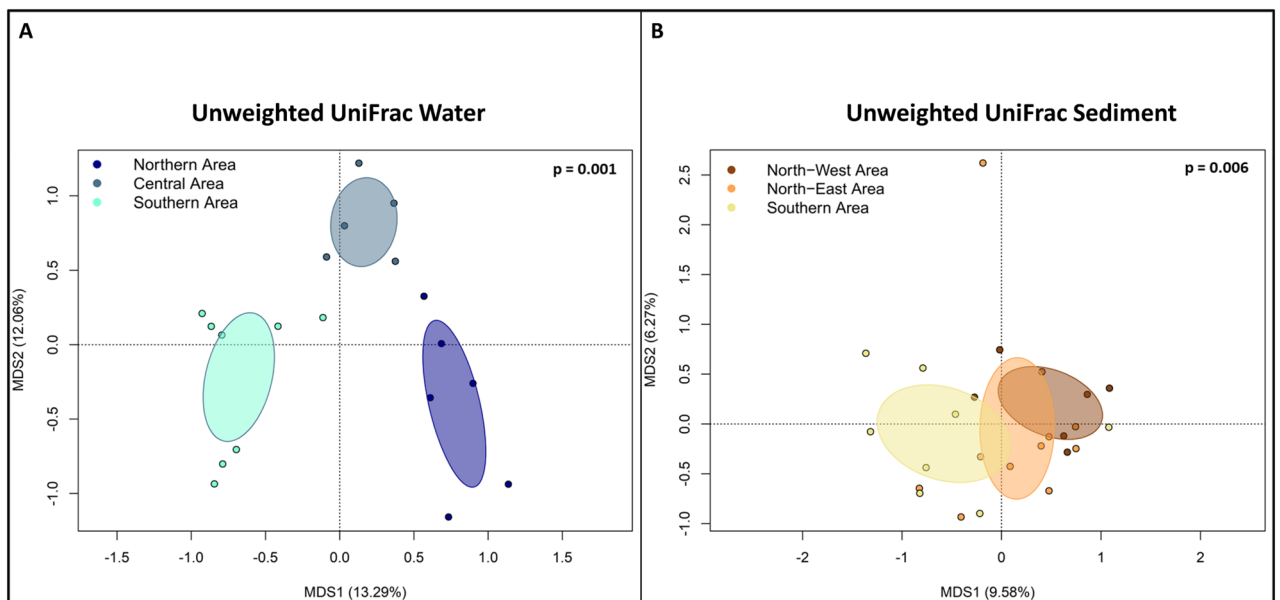 A
Unweighted UniFrac Water
Northern Area
Central Area
Southern Area
p = 0.001
1.0
0.5
0.0
-0.5
-1.0
MDS2 (12.06%)
-1.5 -1.0 -0.5 0.0 0.5 1.0 1.5
MDS1 (13.29%)
B
Unweighted UniFrac Sediment
North-West Area
North-East Area
Southern Area
p = 0.006
2.5
2.0
1.5
1.0
0.5
0.0
-0.5
-1.0
MDS2 (6.27%)
-2 -1 0 1 2
MDS1 (9.58%)